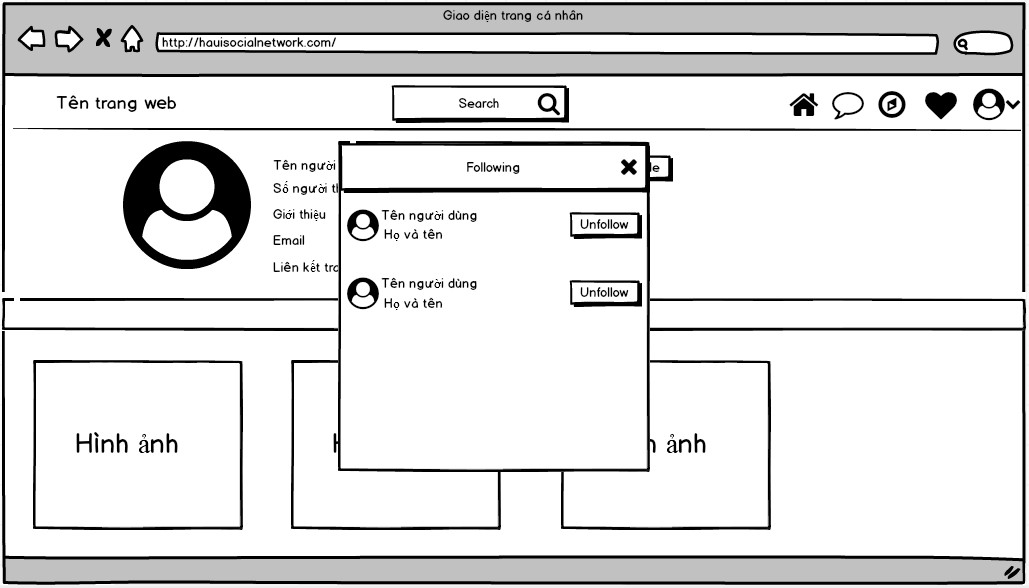 Giao diện trang cá nhân
http://hauisocialnetwork.com/
Tên trang web
Search
Tên người
Số người
Giới thiệu
Email
Liên kết
Following
Tên người dùng
Họ và tên
Unfollow
Tên người dùng
Họ và tên
Unfollow
Hình ảnh
ảnh